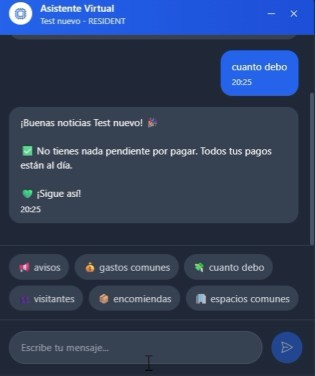 Asistente Virtual
Test nuevo - RESIDENT
cuanto debo
20:25
¡Buenas noticias Test nuevo! 🎉
✅ No tienes nada pendiente por pagar. Todos tus pagos
están al día.
💚 ¡Sigue así!
20:25
📢 avisos
💰 gastos comunes
💸 cuanto debo
👥 visitantes
📦 encomiendas
🏢 espacios comunes
Escribe tu mensaje...